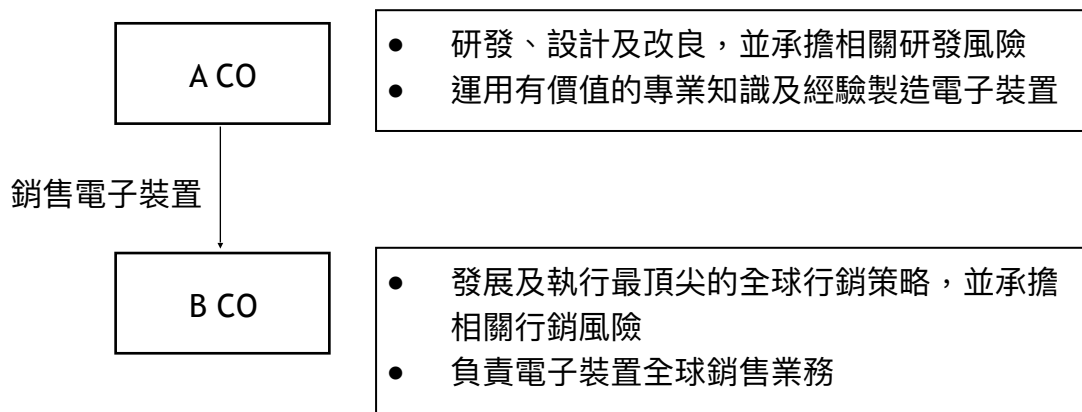 A CO
● 研發、設計及改良，並承擔相關研發風險
● 運用有價值的專業知識及經驗製造電子裝置
銷售電子裝置
B CO
● 發展及執行最頂尖的全球行銷策略，並承擔
相關行銷風險
● 負責電子裝置全球銷售業務